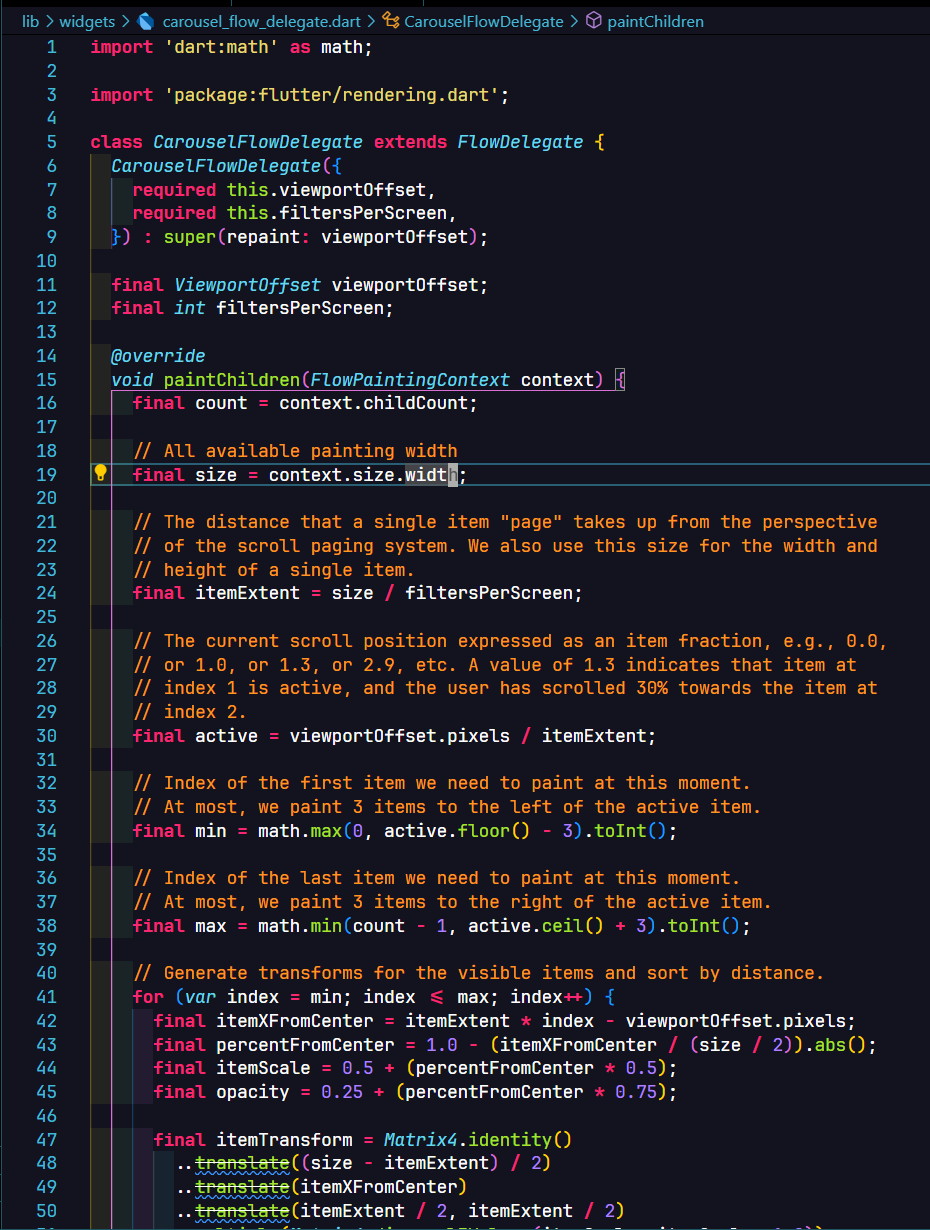 lib > widgets > carousel_flow_delegate.dart > CarouselFlowDelegate > paintChildren
1 import 'dart:math' as math;
2
3 import 'package:flutter/rendering.dart';
4
5 class CarouselFlowDelegate extends FlowDelegate {
6 CarouselFlowDelegate({
7 required this.viewportOffset,
8 required this.filtersPerScreen,
9 }) : super(repaint: viewportOffset);
10
11 final ViewportOffset viewportOffset;
12 final int filtersPerScreen;
13
14 @override
15 void paintChildren(FlowPaintingContext context) {
16 final count = context.childCount;
17
18 // All available painting width
19 final size = context.size.width;
20
21 // The distance that a single item "page" takes up from the perspective
22 // of the scroll paging system. We also use this size for the width and
23 // height of a single item.
24 final itemExtent = size / filtersPerScreen;
25
26 // The current scroll position expressed as an item fraction, e.g., 0.0,
27 // or 1.0, or 1.3, or 2.9, etc. A value of 1.3 indicates that item at
28 // index 1 is active, and the user has scrolled 30% towards the item at
29 // index 2.
30 final active = viewportOffset.pixels / itemExtent;
31
32 // Index of the first item we need to paint at this moment.
33 // At most, we paint 3 items to the left of the active item.
34 final min = math.max(0, active.floor() - 3).toInt();
35
36 // Index of the last item we need to paint at this moment.
37 // At most, we paint 3 items to the right of the active item.
38 final max = math.min(count - 1, active.ceil() + 3).toInt();
39
40 // Generate transforms for the visible items and sort by distance.
41 for (var index = min; index <= max; index++) {
42 final itemXFromCenter = itemExtent * index - viewportOffset.pixels;
43 final percentFromCenter = 1.0 - (itemXFromCenter / (size / 2)).abs();
44 final itemScale = 0.5 + (percentFromCenter * 0.5);
45 final opacity = 0.25 + (percentFromCenter * 0.75);
46
47 final itemTransform = Matrix4.identity()
48 ..translate((size - itemExtent) / 2)
49 ..translate(itemXFromCenter)
50 ..translate(itemExtent / 2, itemExtent / 2)